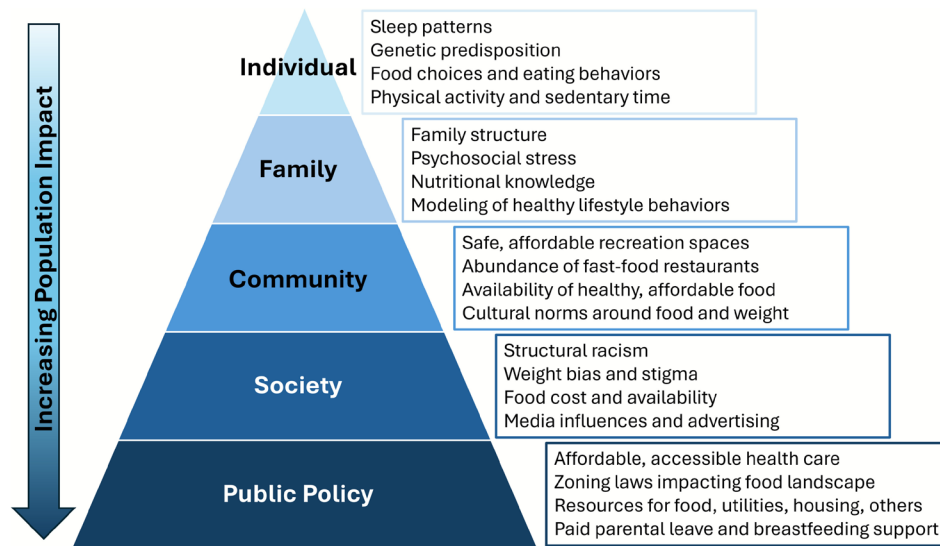 Increasing Population Impact
Individual
Sleep patterns
Genetic predisposition
Food choices and eating behaviors
Physical activity and sedentary time
Family
Family structure
Psychosocial stress
Nutritional knowledge
Modeling of healthy lifestyle behaviors
Community
Safe, affordable recreation spaces
Abundance of fast-food restaurants
Availability of healthy, affordable food
Cultural norms around food and weight
Society
Structural racism
Weight bias and stigma
Food cost and availability
Media influences and advertising
Public Policy
Affordable, accessible health care
Zoning laws impacting food landscape
Resources for food, utilities, housing, others
Paid parental leave and breastfeeding support